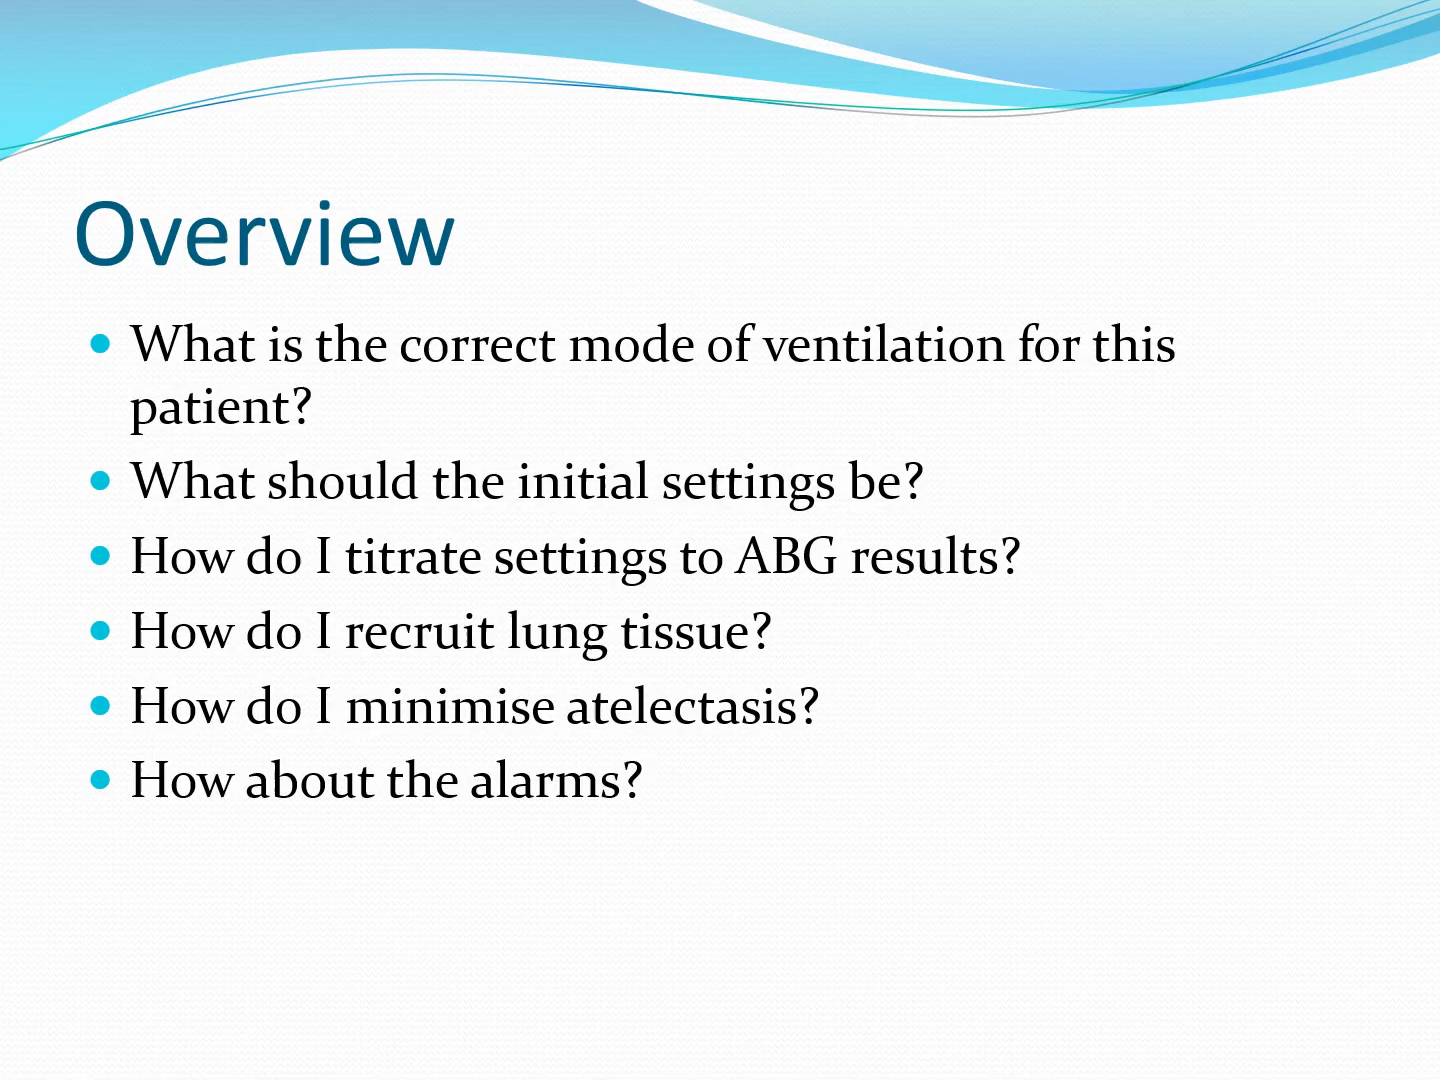 Overview
• What is the correct mode of ventilation for this
patient?
• What should the initial settings be?
• How do I titrate settings to ABG results?
• How do I recruit lung tissue?
• How do I minimise atelectasis?
• How about the alarms?